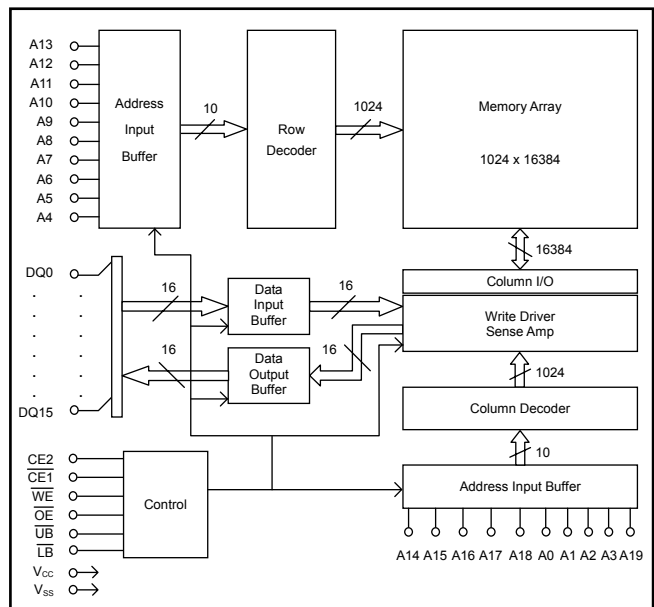 A13
A12
A11
A10
A9
A8
A7
A6
A5
A4
Address
Input
Buffer
10
Row
Decoder
1024
Memory Array
1024 x 16384
16384
DQ0
DQ15
16
Data
Input
Buffer
16
Column I/O
Write Driver
Sense Amp
16
Data
Output
Buffer
16
1024
Column Decoder
10
CE2
CE1
WE
OE
UB
LB
VCC
VSS
Control
Address Input Buffer
A14 A15 A16 A17 A18 A0 A1 A2 A3 A19